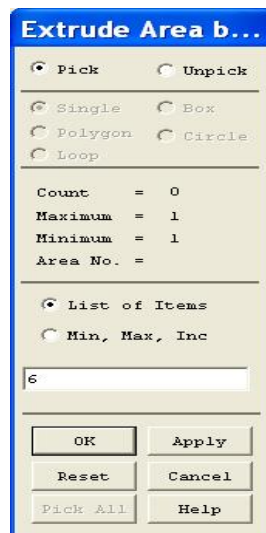 Extrude Area b...
Pick Unpick
Single Box
Polygon Circle
Loop
Count = 0
Maximum = 1
Minimum = 1
Area No. =
List of Items
Min, Max, Inc
6
OK Apply
Reset Cancel
Pick All Help